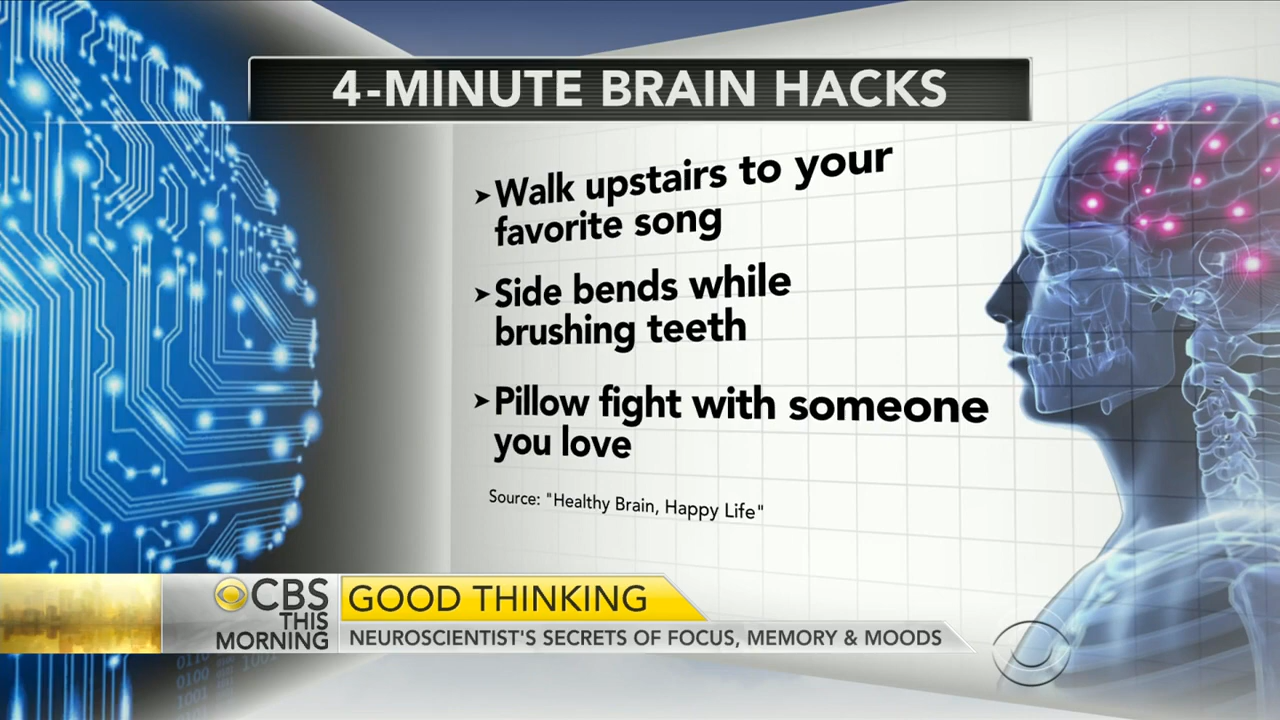 4-MINUTE BRAIN HACKS
➤Walk upstairs to your
favorite song
➤Side bends while
brushing teeth
➤Pillow fight with someone
you love
Source: "Healthy Brain, Happy Life"
CBS
THIS
MORNING
GOOD THINKING
NEUROSCIENTIST'S SECRETS OF FOCUS, MEMORY & MOODS